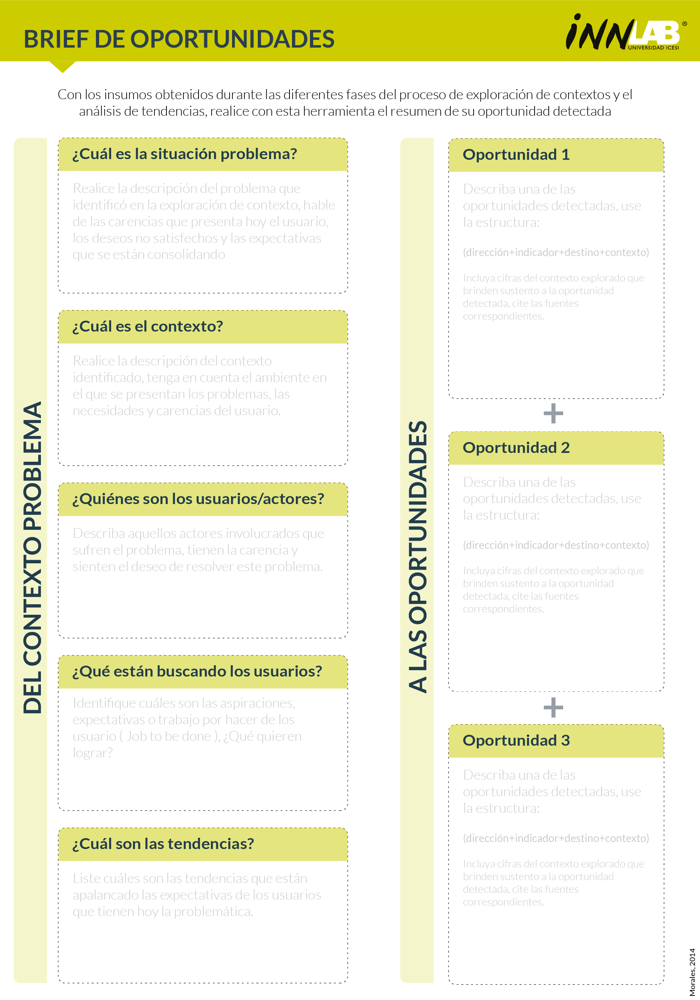 BRIEF DE OPORTUNIDADES
iNNLAB®
UNIVERSIDAD ICESI
Con los insumos obtenidos durante las diferentes fases del proceso de exploración de contextos y el
análisis de tendencias, realice con esta herramienta el resumen de su oportunidad detectada
DEL CONTEXTO PROBLEMA
¿Cuál es la situación problema?
Realice la descripción del problema que
identificó en la exploración de contexto, hable
de las carencias que presenta hoy el usuario,
los deseos no satisfechos y las expectativas
que se están consolidando
¿Cuál es el contexto?
Realice la descripción del contexto
identificado, tenga en cuenta el ambiente en
el que se presentan los problemas, las
necesidades y carencias del usuario.
¿Quiénes son los usuarios/actores?
Describa aquellos actores involucrados que
sufren el problema, tienen la carencia y
sienten el deseo de resolver este problema.
¿Qué están buscando los usuarios?
Identifique cuáles son las aspiraciones,
expectativas o trabajo por hacer de los
usuario ( Job to be done ), ¿Qué quieren
lograr?
¿Cuál son las tendencias?
Liste cuáles son las tendencias que están
apalancado las expectativas de los usuarios
que tienen hoy la problemática.
A LAS OPORTUNIDADES
Oportunidad 1
Describa una de las
oportunidades detectadas, use
la estructura:
(dirección+indicador+destino+contexto)
Incluya cifras del contexto explorado que
brinden sustento a la oportunidad
detectada, cite las fuentes
correspondientes.
+
Oportunidad 2
Describa una de las
oportunidades detectadas, use
la estructura:
(dirección+indicador+destino+contexto)
Incluya cifras del contexto explorado que
brinden sustento a la oportunidad
detectada, cite las fuentes
correspondientes.
+
Oportunidad 3
Describa una de las
oportunidades detectadas, use
la estructura:
(dirección+indicador+destino+contexto)
Incluya cifras del contexto explorado que
brinden sustento a la oportunidad
detectada, cite las fuentes
correspondientes.
Morales, 2014